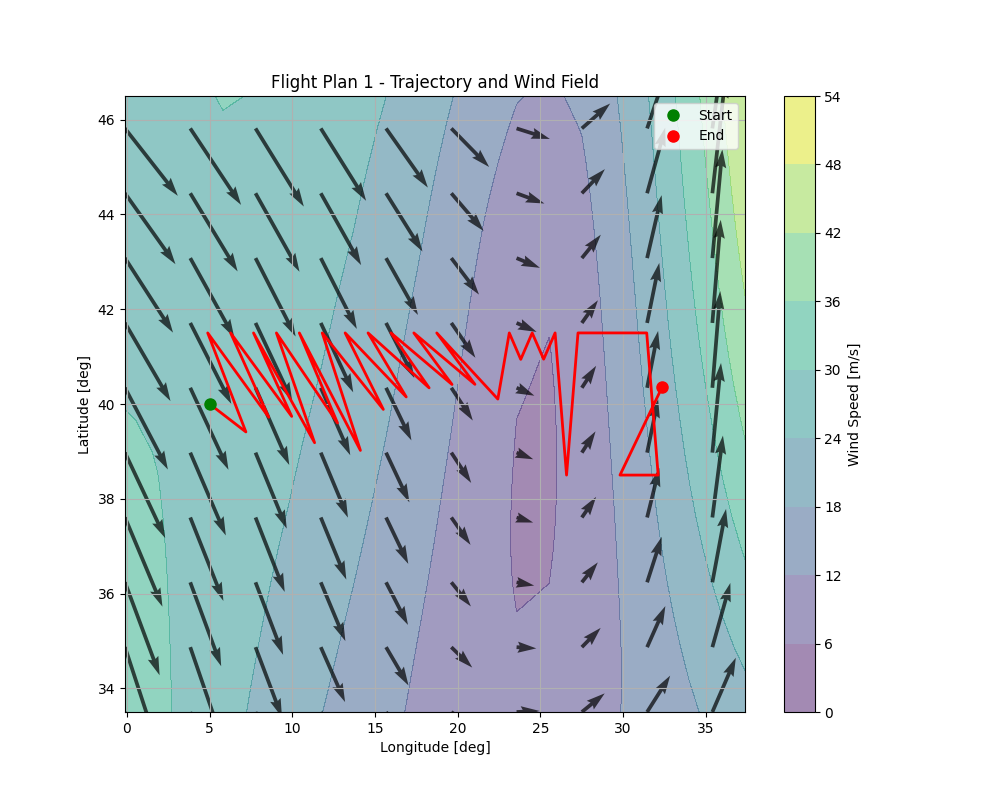 Flight Plan 1 - Trajectory and Wind Field
Start
End
46
44
42
40
38
36
34
Latitude [deg]
0 5 10 15 20 25 30 35
Longitude [deg]
54
48
42
36
30
24
18
12
6
0
Wind Speed [m/s]